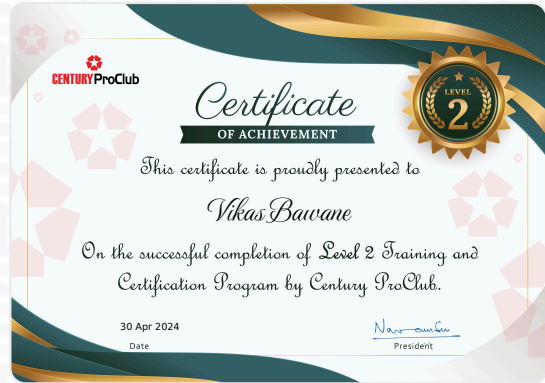 CENTURY ProClub
Certificate
OF ACHIEVEMENT
LEVEL
2
This certificate is proudly presented to
Vikas Bawane
On the successful completion of Level 2 Training and
Certification Program by Century ProClub.
30 Apr 2024
Date
President